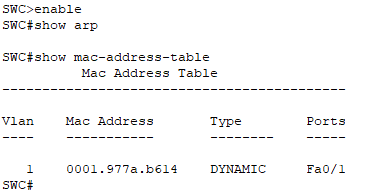 SWC>enable
SWC#show arp
SWC#show mac-address-table
Mac Address Table
-------------------------------------------
Vlan    Mac Address       Type        Ports
----    -----------       --------    -----
1    0001.977a.b614    DYNAMIC     Fa0/1
SWC#